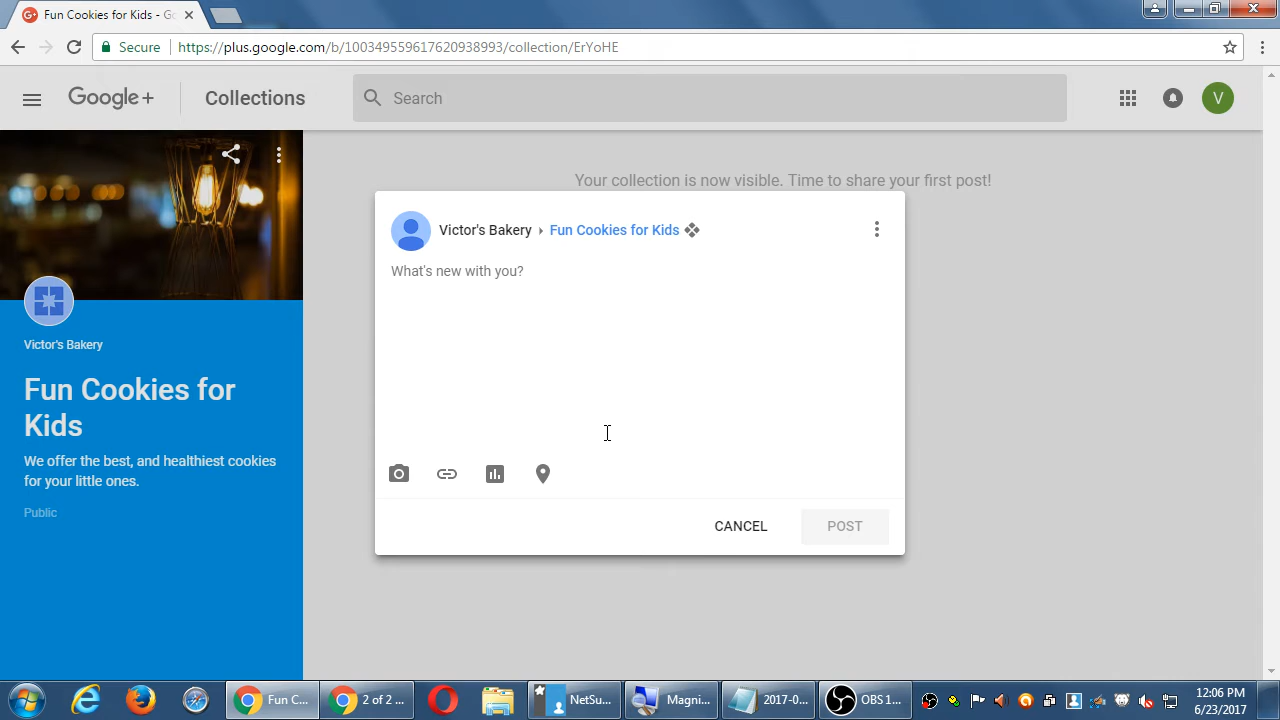 Fun Cookies for Kids - Go
Secure
https://plus.google.com/b/100349559617620938993/collection/ErYoHE
Google+
Collections
Search
V
Your collection is now visible. Time to share your first post!
Victor's Bakery
Fun Cookies for Kids
What's new with you?
Victor's Bakery
Fun Cookies for
Kids
We offer the best, and healthiest cookies
for your little ones.
Public
CANCEL
POST
Fun C...
2 of 2 ...
NetSu...
Magni...
2017-0...
OBS 1...
12:06 PM
6/23/2017